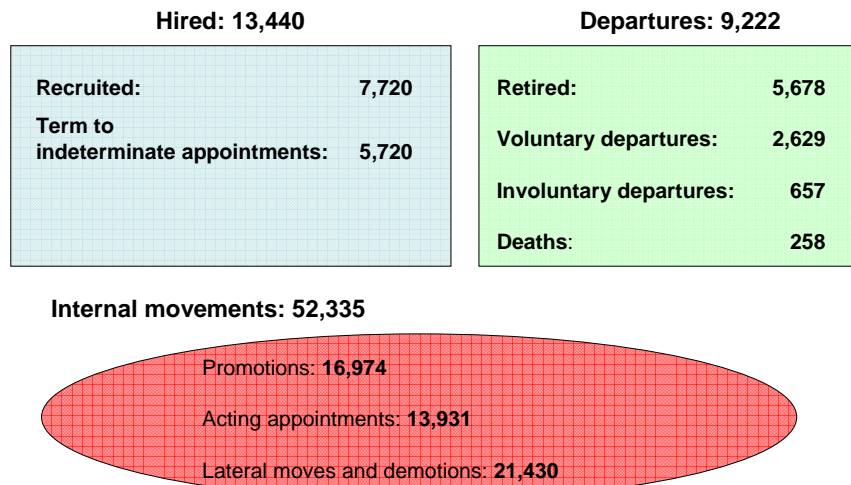 Hired: 13,440
Recruited: 7,720
Term to
indeterminate appointments: 5,720
Departures: 9,222
Retired: 5,678
Voluntary departures: 2,629
Involuntary departures: 657
Deaths: 258
Internal movements: 52,335
Promotions: 16,974
Acting appointments: 13,931
Lateral moves and demotions: 21,430